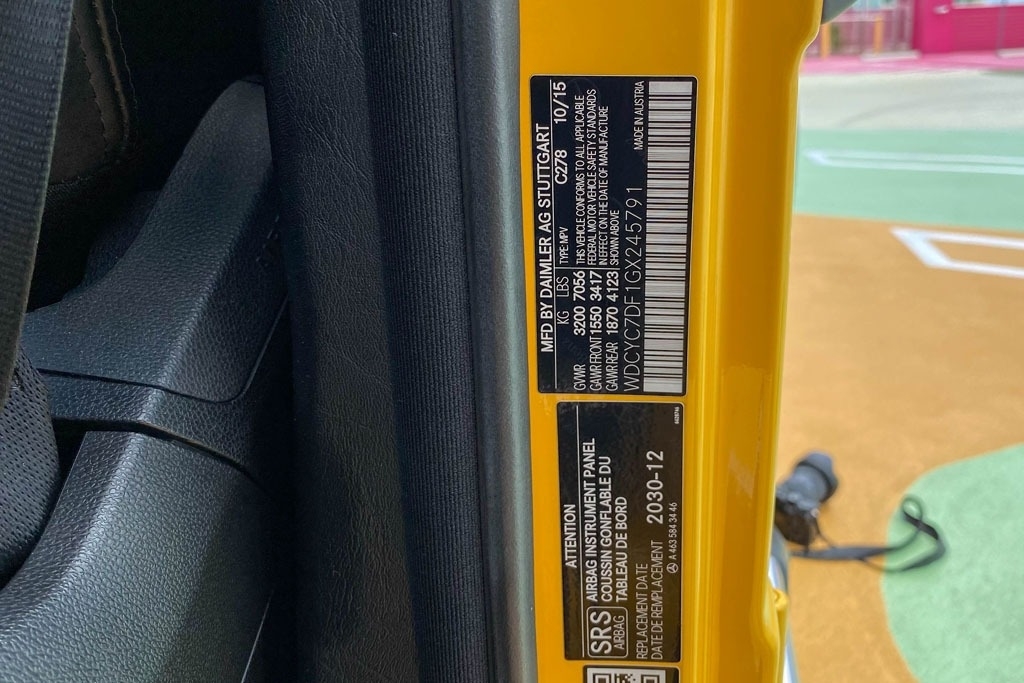 MFD BY DAIMLER AG STUTTGART
KG LBS TYPE: MPV C278 10/15
GVWR 3200 7056 THIS VEHICLE CONFORMS TO ALL APPLICABLE
GAWR FRONT 1550 3417 FEDERAL MOTOR VEHICLE SAFETY STANDARDS
GAWR REAR 1870 4123 IN EFFECT ON THE DATE OF MANUFACTURE
SHOWN ABOVE
WDCYC7DF1GX245791 MADE IN AUSTRIA
ATTENTION
SRS AIRBAG INSTRUMENT PANEL
AIRBAG COUSSIN GONFLABLE DU
TABLEAU DE BORD
REPLACEMENT DATE 2030-12
DATE DE REMPLACEMENT
A 463 584 34 46